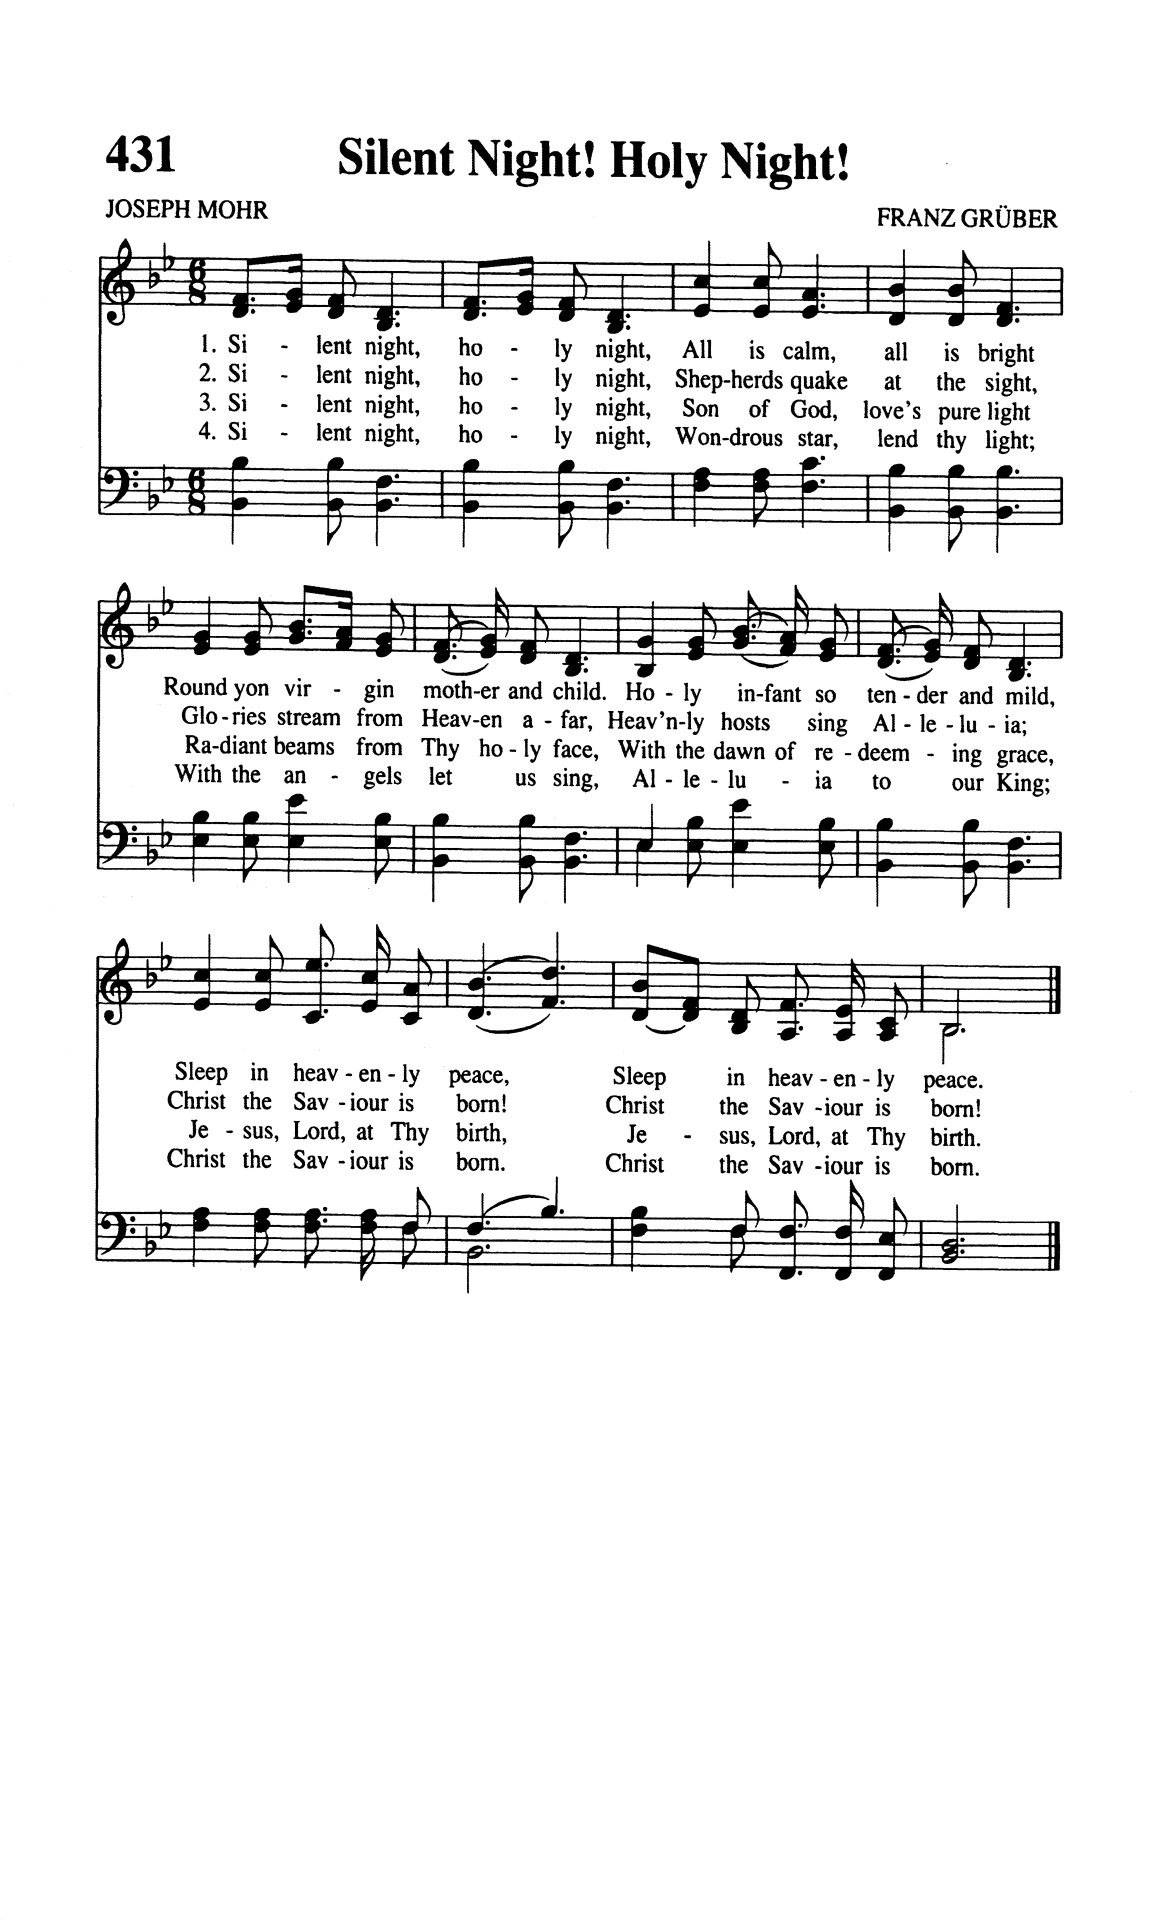 431 Silent Night! Holy Night!
JOSEPH MOHR FRANZ GRÜBER
1. Si - lent night, ho - ly night, All is calm, all is bright
2. Si - lent night, ho - ly night, Shep-herds quake at the sight,
3. Si - lent night, ho - ly night, Son of God, love's pure light
4. Si - lent night, ho - ly night, Won-drous star, lend thy light;
Round yon vir - gin moth-er and child. Ho - ly in-fant so ten - der and mild,
Glo - ries stream from Heav-en a - far, Heav'n-ly hosts sing Al - le - lu - ia;
Ra-diant beams from Thy ho - ly face, With the dawn of re - deem - ing grace,
With the an - gels let us sing, Al - le - lu - ia to our King;
Sleep in heav - en - ly peace, Sleep in heav - en - ly peace.
Christ the Sav - iour is born! Christ the Sav - iour is born!
Je - sus, Lord, at Thy birth, Je - sus, Lord, at Thy birth.
Christ the Sav - iour is born. Christ the Sav - iour is born.